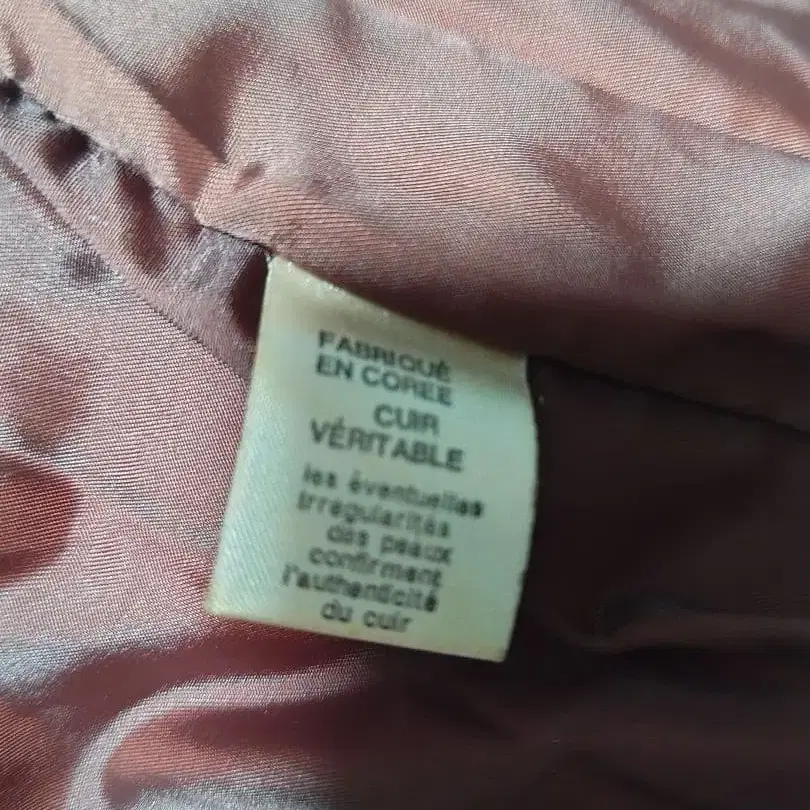 FABRIQUÉ
EN COREE
CUIR
VÉRITABLE
les éventuelles
irregularités
des peaux
confirment
l'authenticité
du cuir